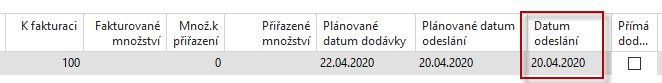 K fakturaci Fakturované množství Množ.k přiřazení Přiřazené množství Plánované datum dodávky Plánované datum odeslání Datum odeslání Přímá dod...
100 0 22.04.2020 20.04.2020 20.04.2020